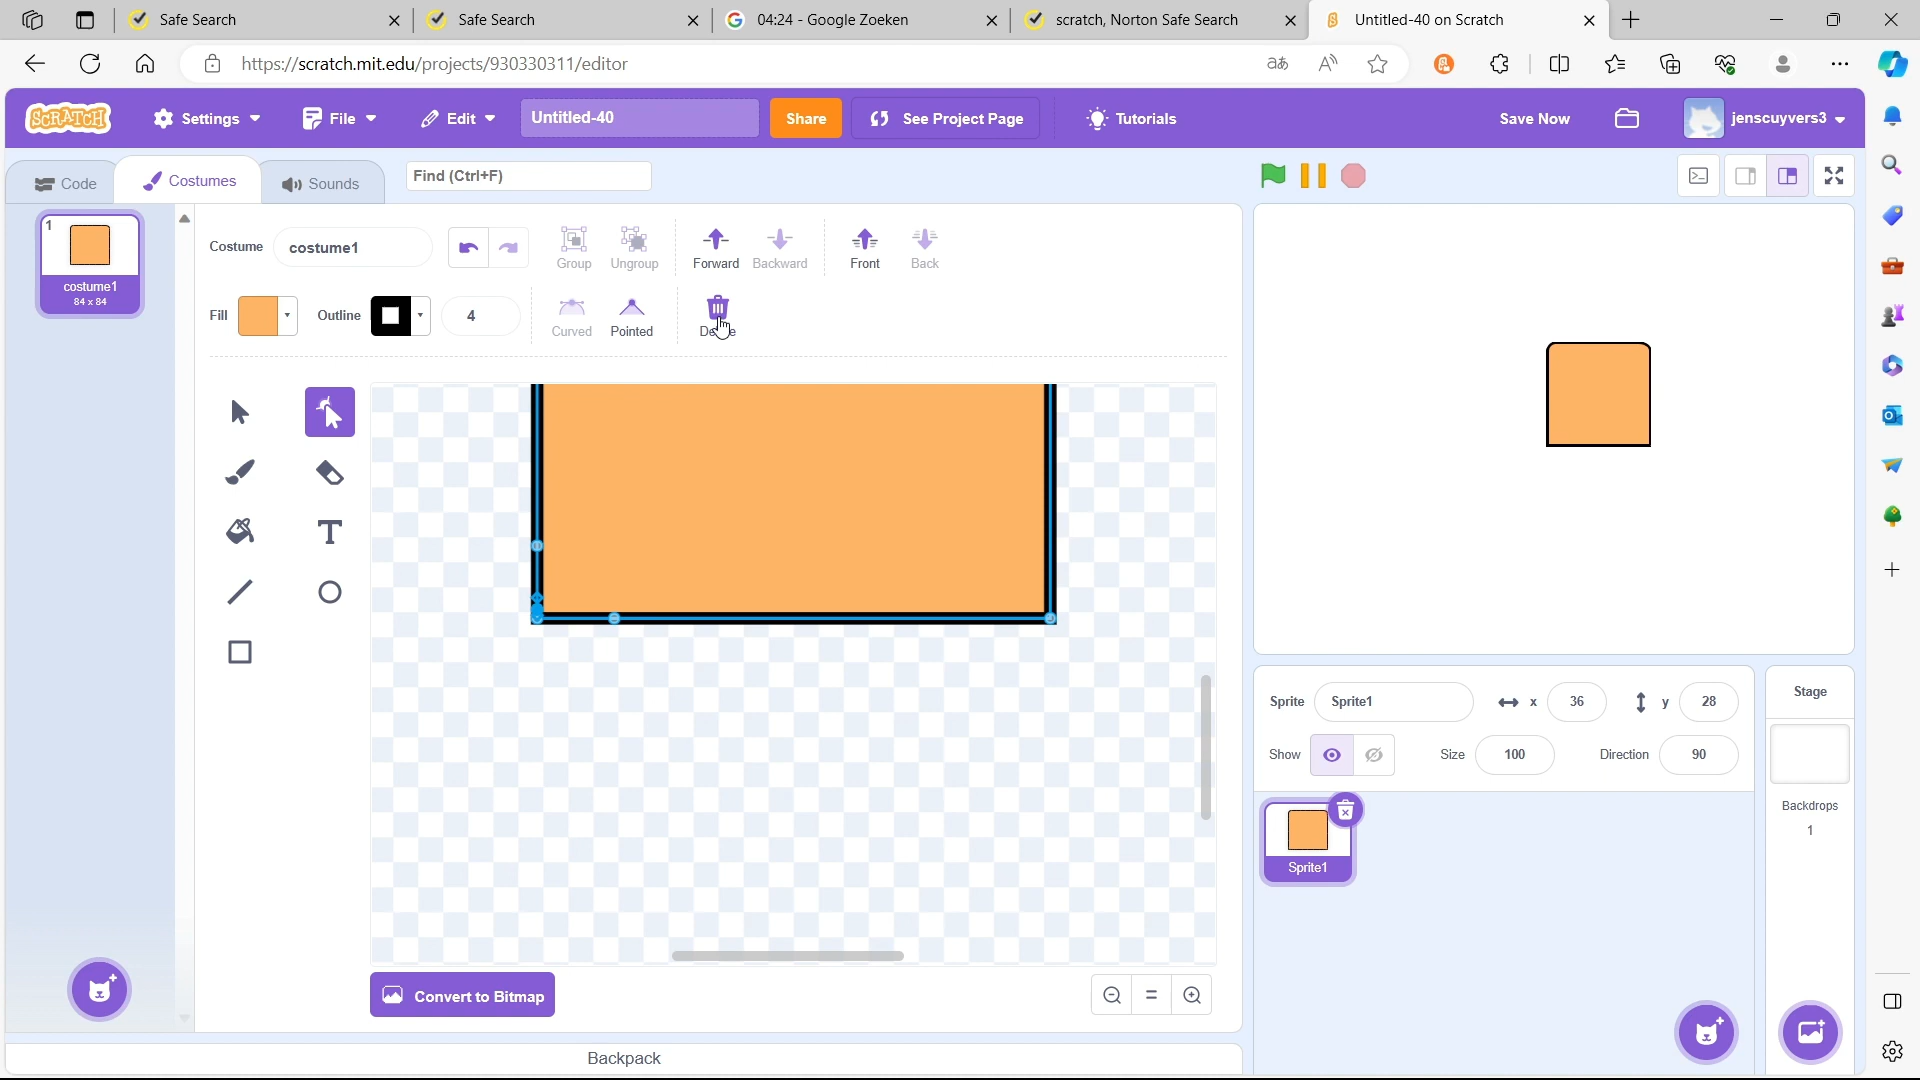 Safe Search
Safe Search
04:24 - Google Zoeken
scratch, Norton Safe Search
Untitled-40 on Scratch
https://scratch.mit.edu/projects/930330311/editor
SCRATCH
Settings
File
Edit
Untitled-40
Share
See Project Page
Tutorials
Save Now
jenscuyvers3
Code
Costumes
Sounds
Find (Ctrl+F)
1
costume1
84 x 84
Costume
costume1
Group
Ungroup
Forward
Backward
Front
Back
Fill
Outline
4
Curved
Pointed
Convert to Bitmap
Backpack
Sprite
Sprite1
x
36
y
28
Show
Size
100
Direction
90
Sprite1
Stage
Backdrops
1